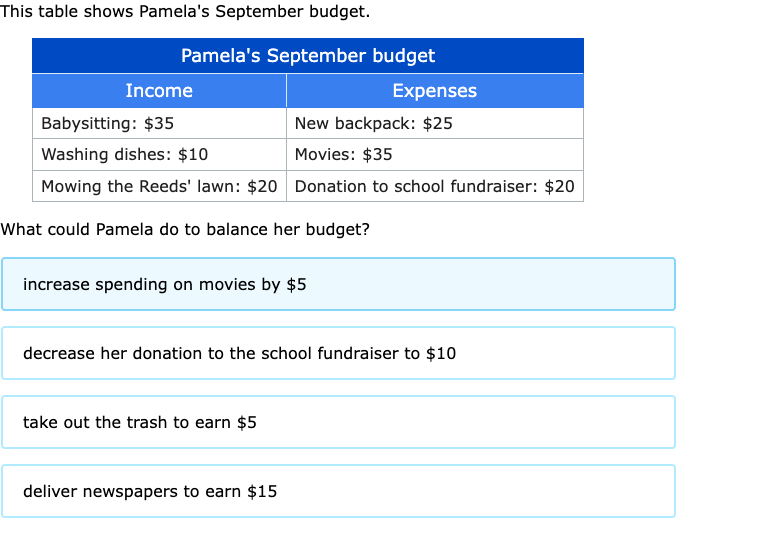 This table shows Pamela's September budget.
Pamela's September budget
Income Expenses
Babysitting: $35 New backpack: $25
Washing dishes: $10 Movies: $35
Mowing the Reeds' lawn: $20 Donation to school fundraiser: $20
What could Pamela do to balance her budget?
increase spending on movies by $5
decrease her donation to the school fundraiser to $10
take out the trash to earn $5
deliver newspapers to earn $15